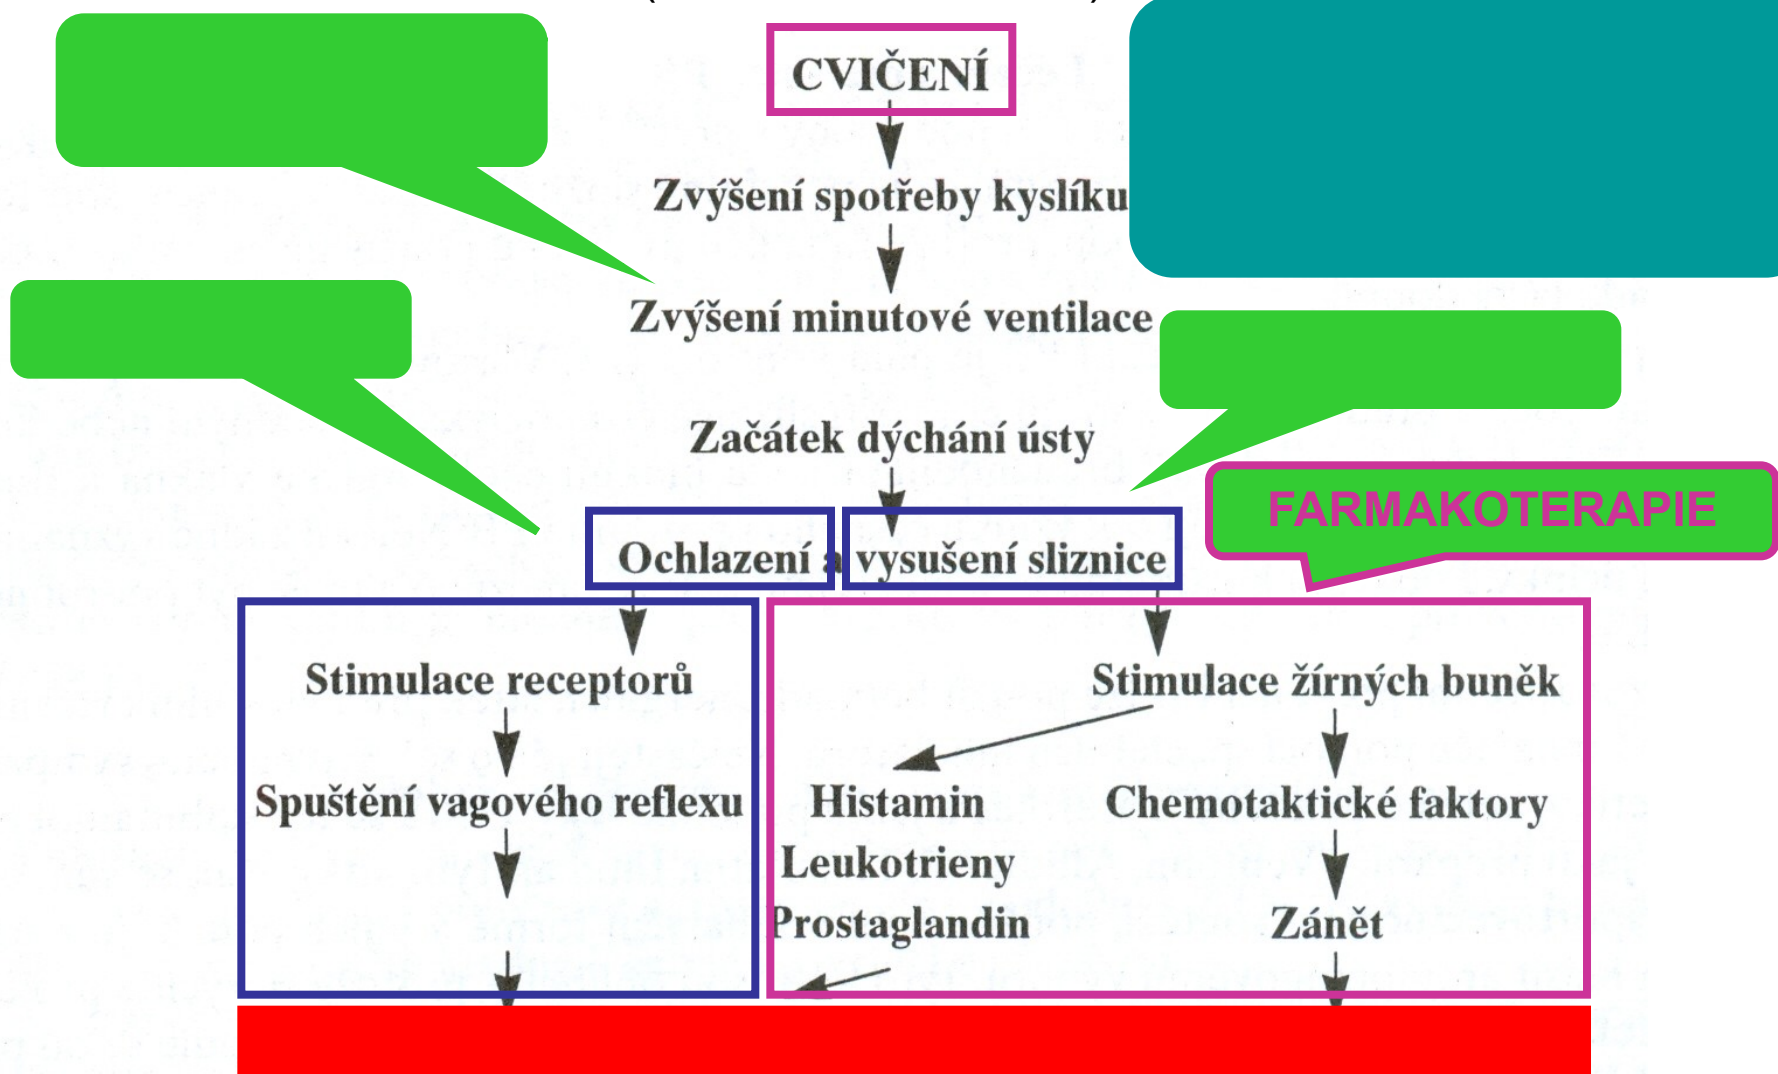 CVIČENÍ
Zvýšení spotřeby kyslíku
Zvýšení minutové ventilace
Začátek dýchání ústy
FARMAKOTERAPIE
Ochlazení a vysušení sliznice
Stimulace receptorů
Stimulace žírných buněk
Spuštění vagového reflexu
Histamin
Chemotaktické faktory
Leukotrieny
Prostaglandin
Zánět